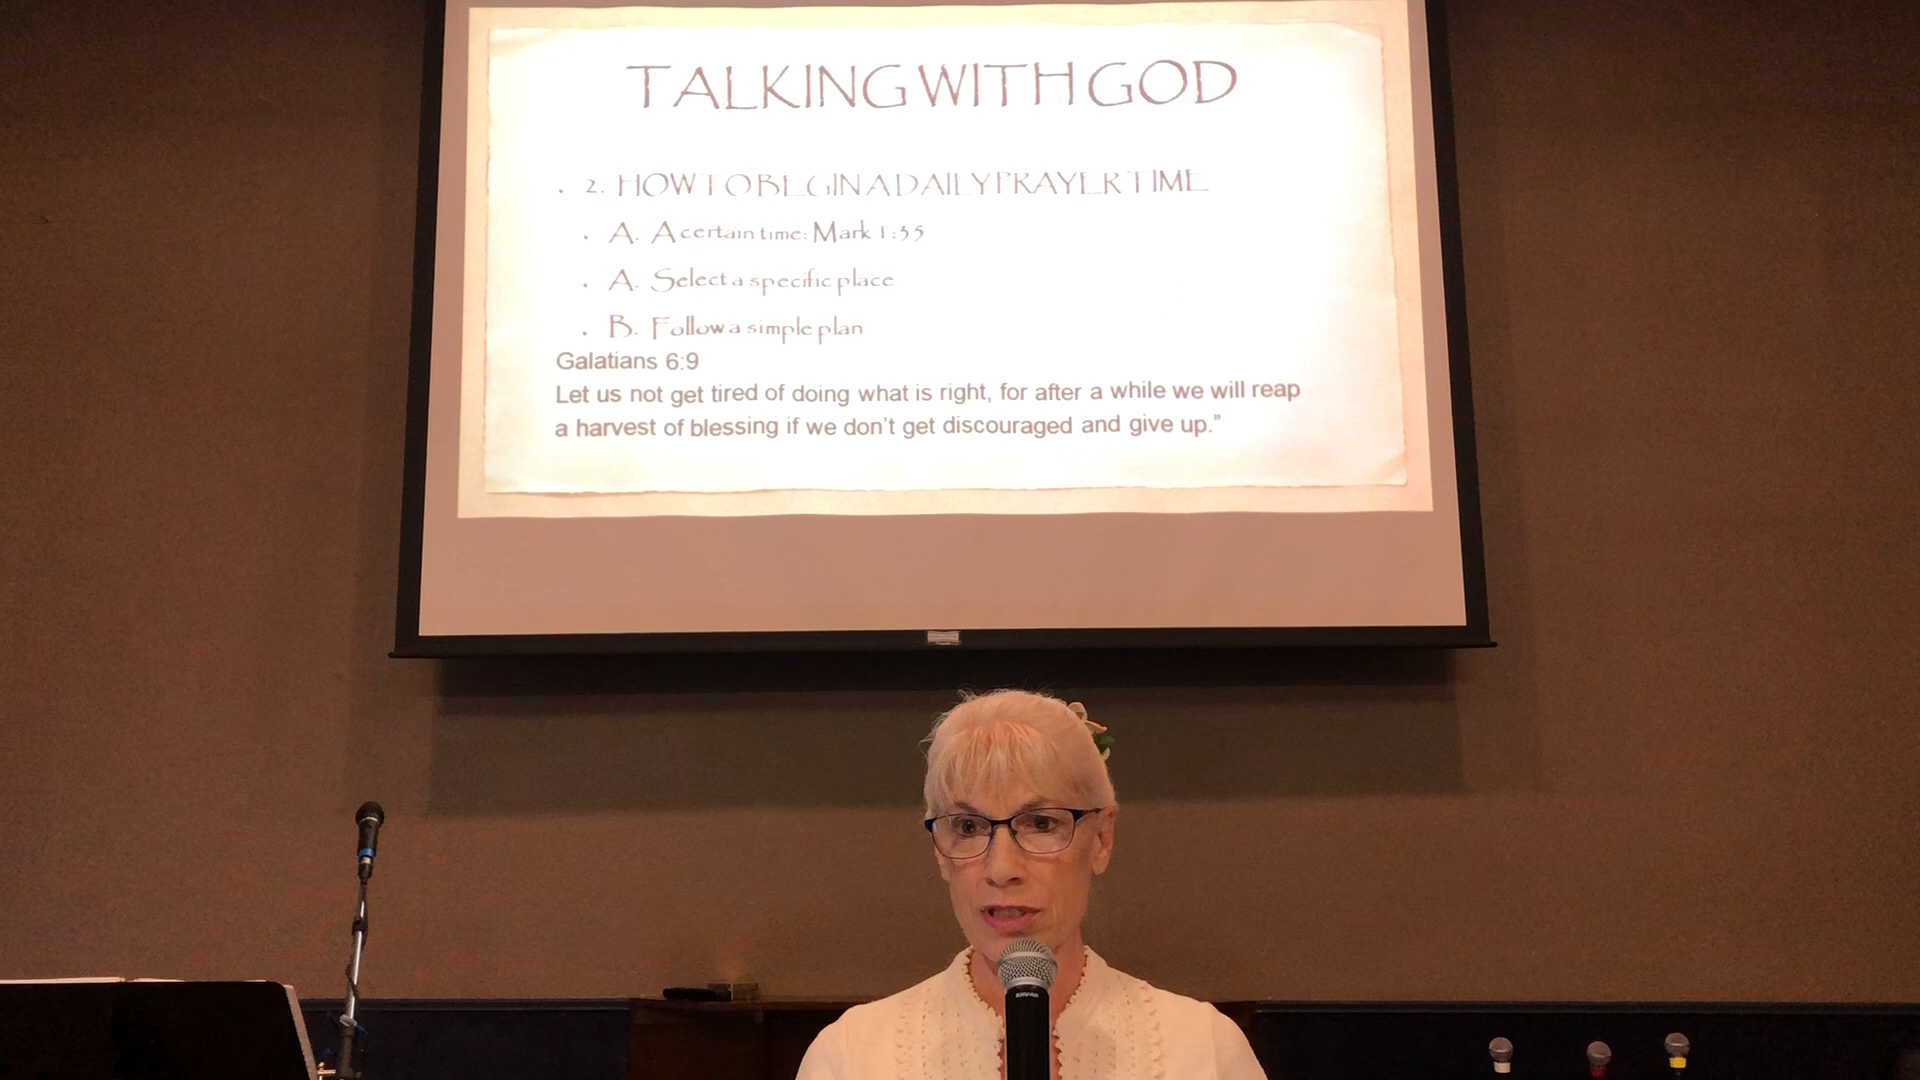 TALKING WITH GOD
. 2. HOW TO BEGIN A DAILY PRAYER TIME
. A. A certain time: Mark 1:35
. A. Select a specific place
. B. Follow a simple plan
Galatians 6:9
Let us not get tired of doing what is right, for after a while we will reap
a harvest of blessing if we don't get discouraged and give up."
SHURE